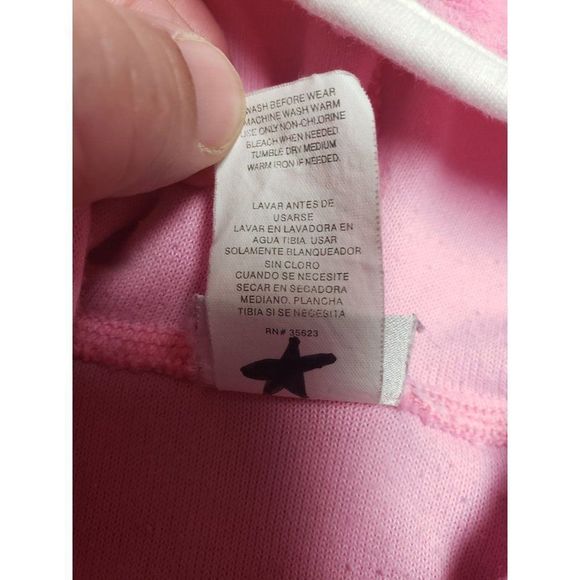 WASH BEFORE WEAR
MACHINE WASH WARM
USE ONLY NON-CHLORINE
BLEACH WHEN NEEDED.
TUMBLE DRY MEDIUM
WARM IRON IF NEEDED.
LAVAR ANTES DE
USARSE
LAVAR EN LAVADORA EN
AGUA TIBIA. USAR
SOLAMENTE BLANQUEADOR
SIN CLORO
CUANDO SE NECESITE
SECAR EN SECADORA
MEDIANO. PLANCHA
TIBIA SI SE NECESITA
RN# 35623